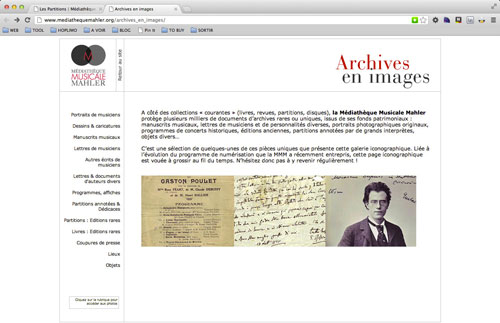 Les Partitions | Médiathèqu
Archives en images
www.mediathequemahler.org/archives_en_images/
WEB
TOOL
HOPLIMO
A VOIR
BLOG
Pin it
TO BUY
SORTIR
MÉDIATHÈQUE
MUSICALE
MAHLER
Retour au site
Archives
en images
Portraits de musiciens
Dessins & caricatures
Manuscrits musicaux
Lettres de musiciens
Autres écrits de
musiciens
Lettres & documents
d'auteurs divers
Programmes, affiches
Partitions annotées &
Dédicaces
Partitions : Editions rares
Livres : Editions rares
Coupures de presse
Lieux
Objets
Cliquez sur la rubrique pour
accéder aux photos
A côté des collections « courantes » (livres, revues, partitions, disques), la Médiathèque Musicale Mahler
protège plusieurs milliers de documents d'archives rares ou uniques, issus de ses fonds patrimoniaux :
manuscrits musicaux, lettres de musiciens et de personnalités diverses, portraits photographiques originaux,
programmes de concerts historiques, éditions anciennes, partitions annotées par de grands interprètes,
objets divers...
C'est une sélection de quelques-unes de ces pièces uniques que présente cette galerie iconographique. Liée à
l'évolution du programme de numérisation que la MMM a récemment entrepris, cette page iconographique
est vouée à grossir au fil du temps. N'hésitez donc pas à y revenir régulièrement !
GASTON POULET
PROGRAMME